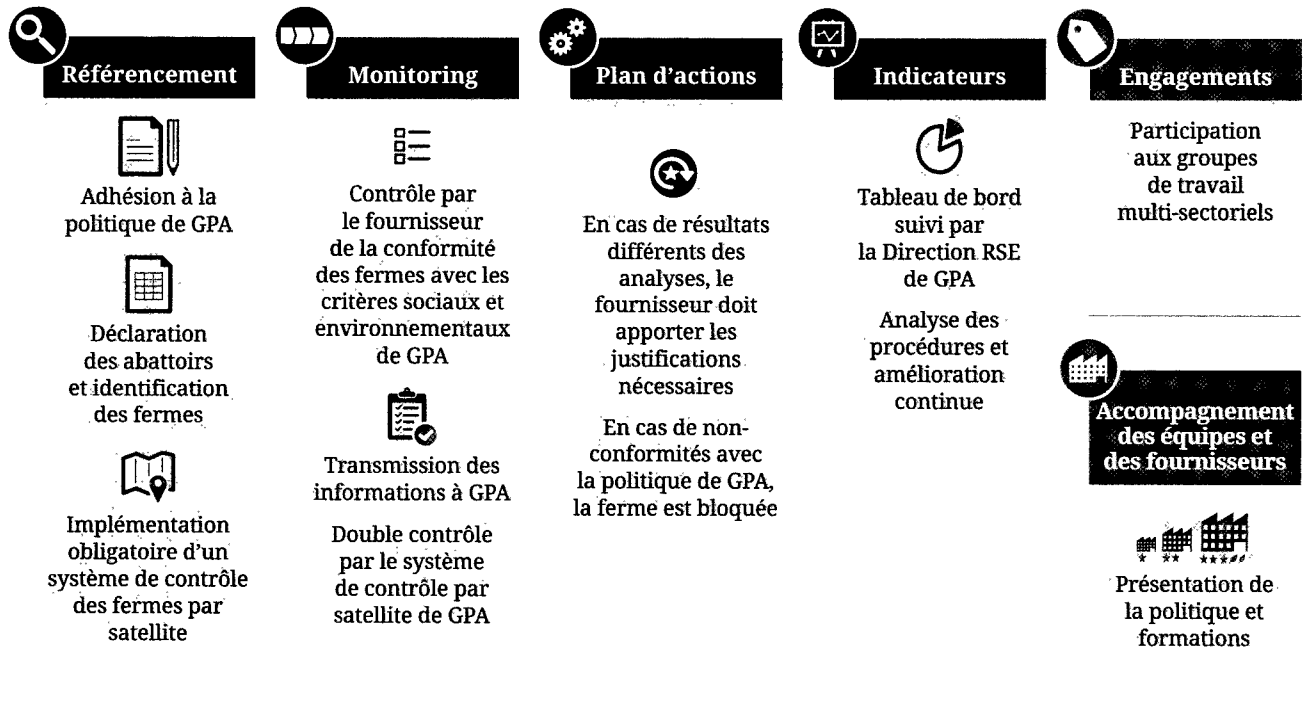 Référencement
Adhésion à la
politique de GPA
Déclaration
des abattoirs
et identification
des fermes
Implémentation
obligatoire d'un
système de contrôle
des fermes par
satellite
Monitoring
Contrôle par
le fournisseur
de la conformité
des fermes avec les
critères sociaux et
environnementaux
de GPA
Transmission des
informations à GPA
Double contrôle
par le système
de contrôle par
satellite de GPA
Plan d'actions
En cas de résultats
différents des
analyses, le
fournisseur doit
apporter les
justifications
nécessaires
En cas de non-
conformités avec
la politique de GPA,
la ferme est bloquée
Indicateurs
Tableau de bord
suivi par
la Direction RSE
de GPA
Analyse des
procédures et
amélioration
continue
Engagements
Participation
aux groupes
de travail
multi-sectoriels
Accompagnement
des équipes et
des fournisseurs
Présentation de
la politique et
formations